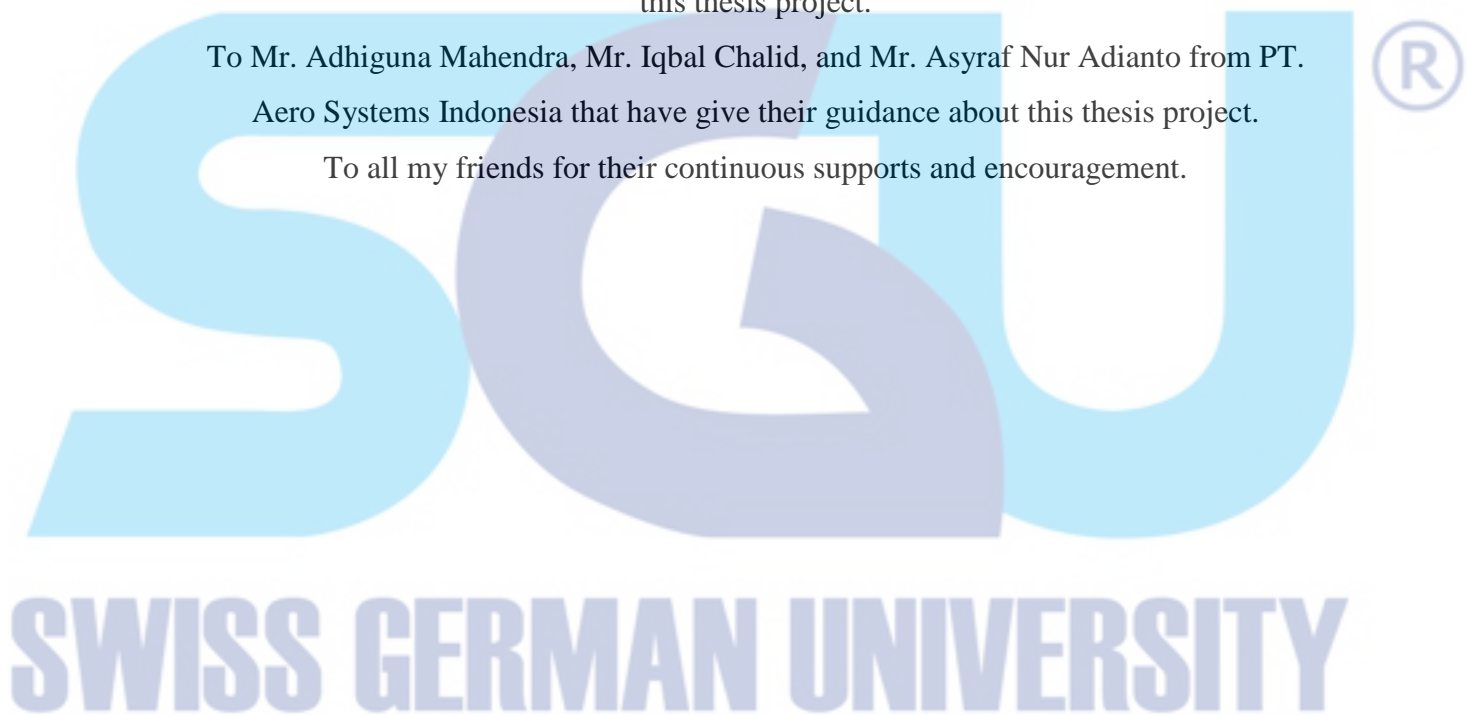 this thesis project.
To Mr. Adhiguna Mahendra, Mr. Iqbal Chalid, and Mr. Asyraf Nur Adianto from PT.
Aero Systems Indonesia that have give their guidance about this thesis project.
To all my friends for their continuous supports and encouragement.
SGU ®
SWISS GERMAN UNIVERSITY